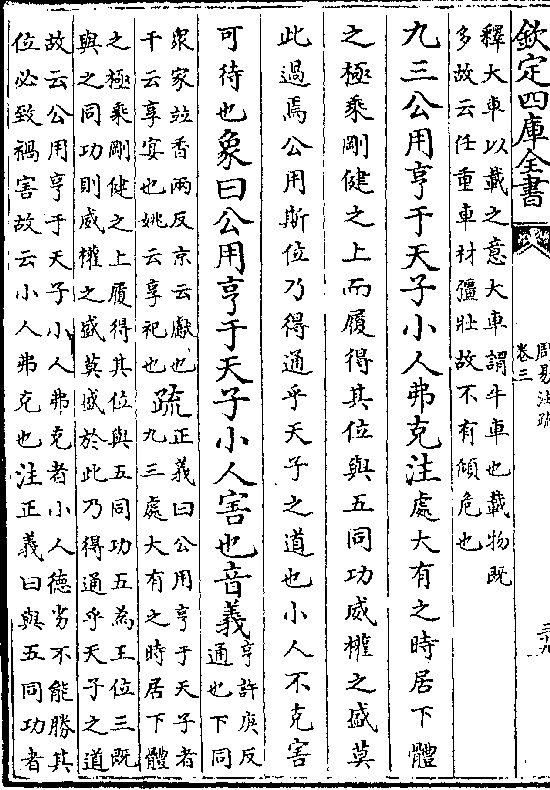 欽定四庫全書
周易注疏
卷三
三十九
釋大車以載之意大車謂牛車也載物既
多故云任重車材彊壯故不有傾危也
九三公用亨于天子小人弗克注處大有之時居下體
之極乘剛健之上而履得其位與五同功威權之盛莫
此過焉公用斯位乃得通乎天子之道也小人不克害
可待也象曰公用亨于天子小人害也音義亨許庚反
通也下同
衆家竝香兩反京云獻也
干云享宴也姚云享祀也疏正義曰公用亨于天子者
九三處大有之時居下體
之極乘剛健之上履得其位與五同功五為王位三既
與之同功則威權之盛莫盛於此乃得通乎天子之道
故云公用亨于天子小人弗克者小人德劣不能勝其
位必致禍害故云小人弗克也注正義曰與五同功者